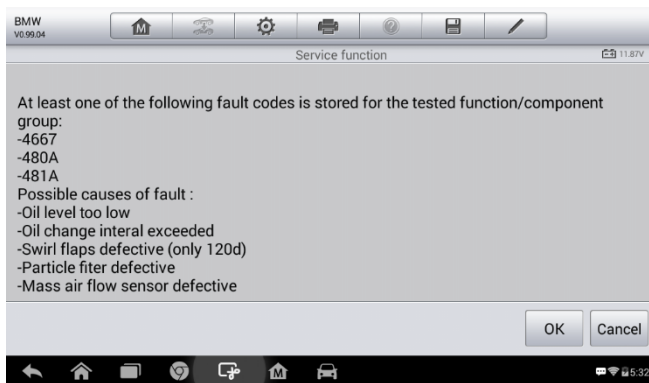 BMW
V0.99.04
Service function
11.87V
At least one of the following fault codes is stored for the tested function/component
group:
-4667
-480A
-481A
Possible causes of fault :
-Oil level too low
-Oil change interal exceeded
-Swirl flaps defective (only 120d)
-Particle fiter defective
-Mass air flow sensor defective
OK
Cancel
5:32